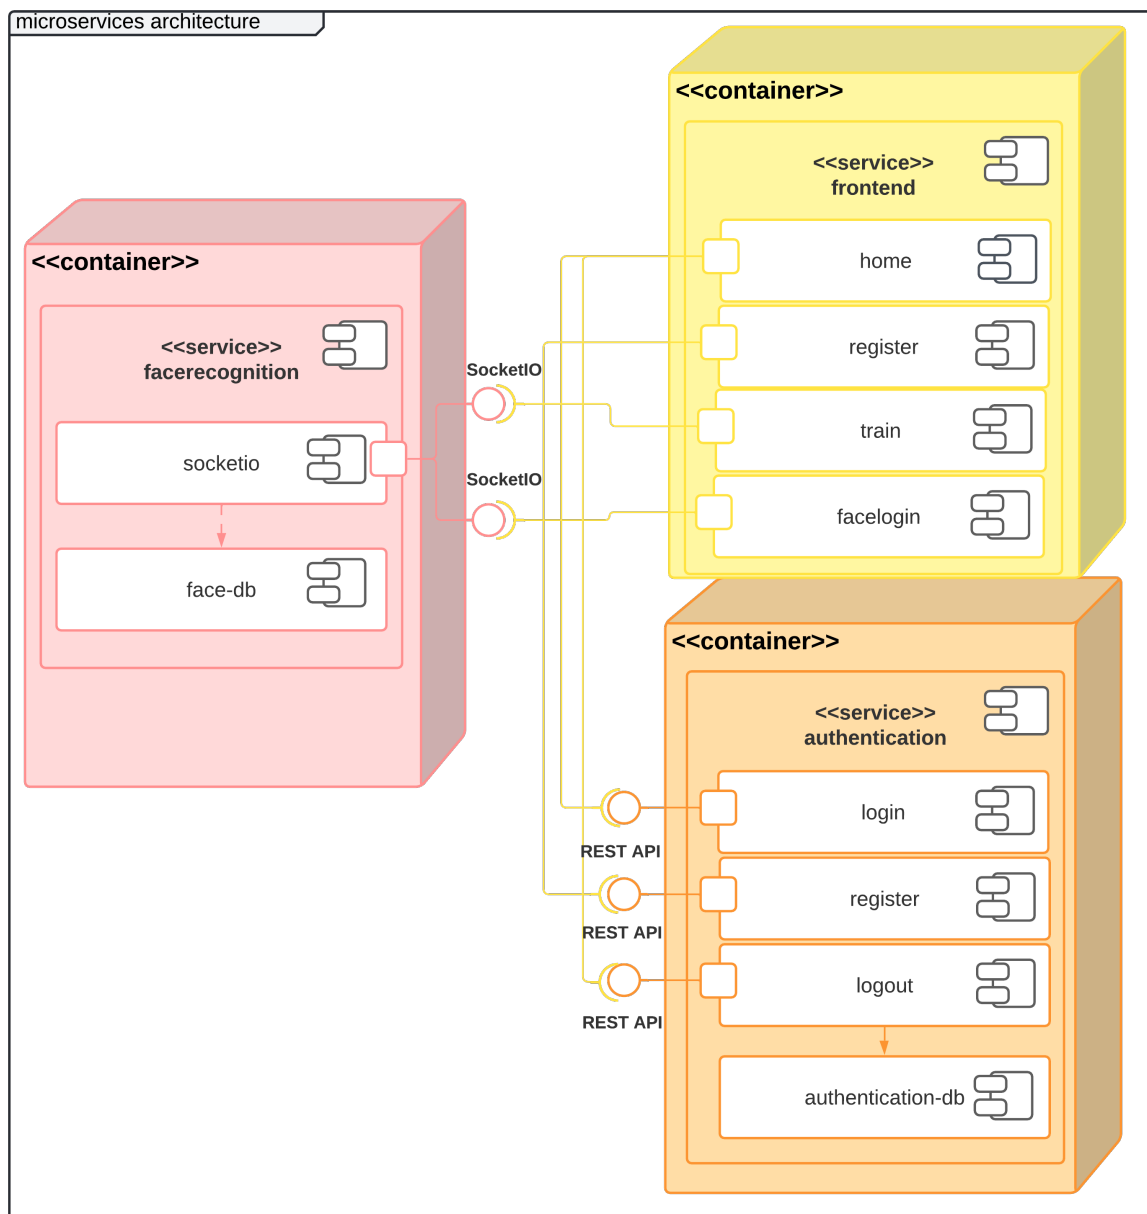 microservices architecture
<<container>>
<<service>>
frontend
home
register
train
facelogin
<<container>>
<<service>>
facerecognition
socketio
face-db
SocketIO
SocketIO
<<container>>
<<service>>
authentication
login
register
logout
authentication-db
REST API
REST API
REST API